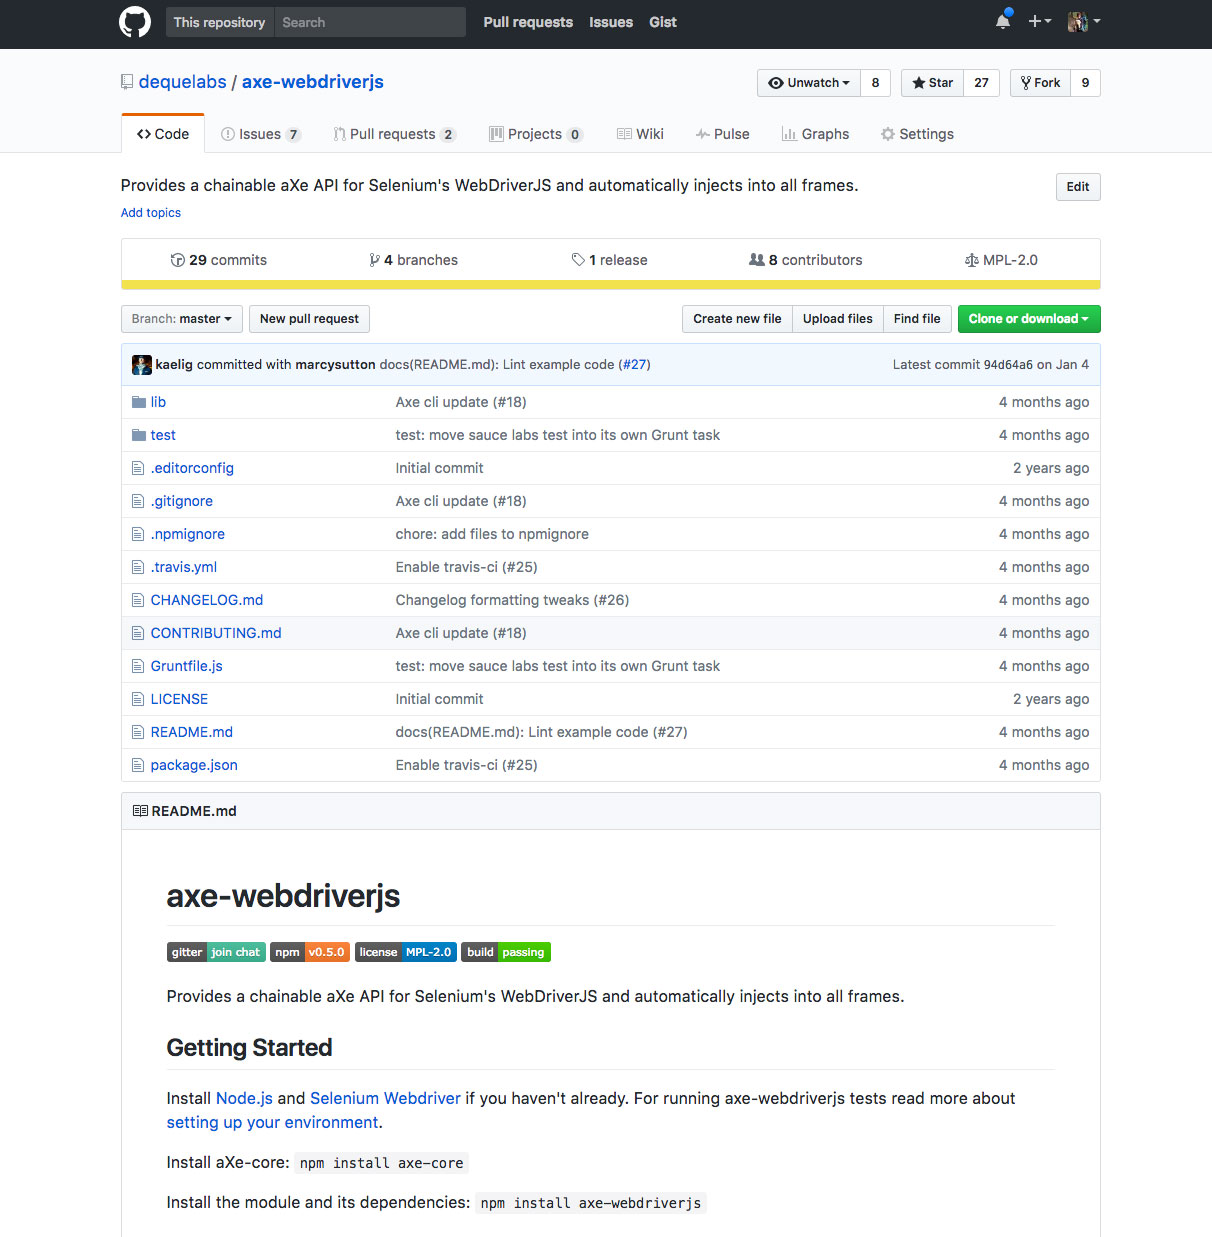 This repository Search Pull requests Issues Gist
dequelabs / axe-webdriverjs Unwatch 8 Star 27 Fork 9
Code Issues 7 Pull requests 2 Projects 0 Wiki Pulse Graphs Settings
Provides a chainable aXe API for Selenium's WebDriverJS and automatically injects into all frames. Edit
Add topics
29 commits 4 branches 1 release 8 contributors MPL-2.0
Branch: master New pull request Create new file Upload files Find file Clone or download
kaelig committed with marcysutton docs(README.md): Lint example code (#27) Latest commit 94d64a6 on Jan 4
lib Axe cli update (#18) 4 months ago
test test: move sauce labs test into its own Grunt task 4 months ago
.editorconfig Initial commit 2 years ago
.gitignore Axe cli update (#18) 4 months ago
.npmignore chore: add files to npmignore 4 months ago
.travis.yml Enable travis-ci (#25) 4 months ago
CHANGELOG.md Changelog formatting tweaks (#26) 4 months ago
CONTRIBUTING.md Axe cli update (#18) 4 months ago
Gruntfile.js test: move sauce labs test into its own Grunt task 4 months ago
LICENSE Initial commit 2 years ago
README.md docs(README.md): Lint example code (#27) 4 months ago
package.json Enable travis-ci (#25) 4 months ago
README.md
axe-webdriverjs
gitter join chat npm v0.5.0 license MPL-2.0 build passing
Provides a chainable aXe API for Selenium's WebDriverJS and automatically injects into all frames.
Getting Started
Install Node.js and Selenium Webdriver if you haven't already. For running axe-webdriverjs tests read more about
setting up your environment.
Install aXe-core: npm install axe-core
Install the module and its dependencies: npm install axe-webdriverjs